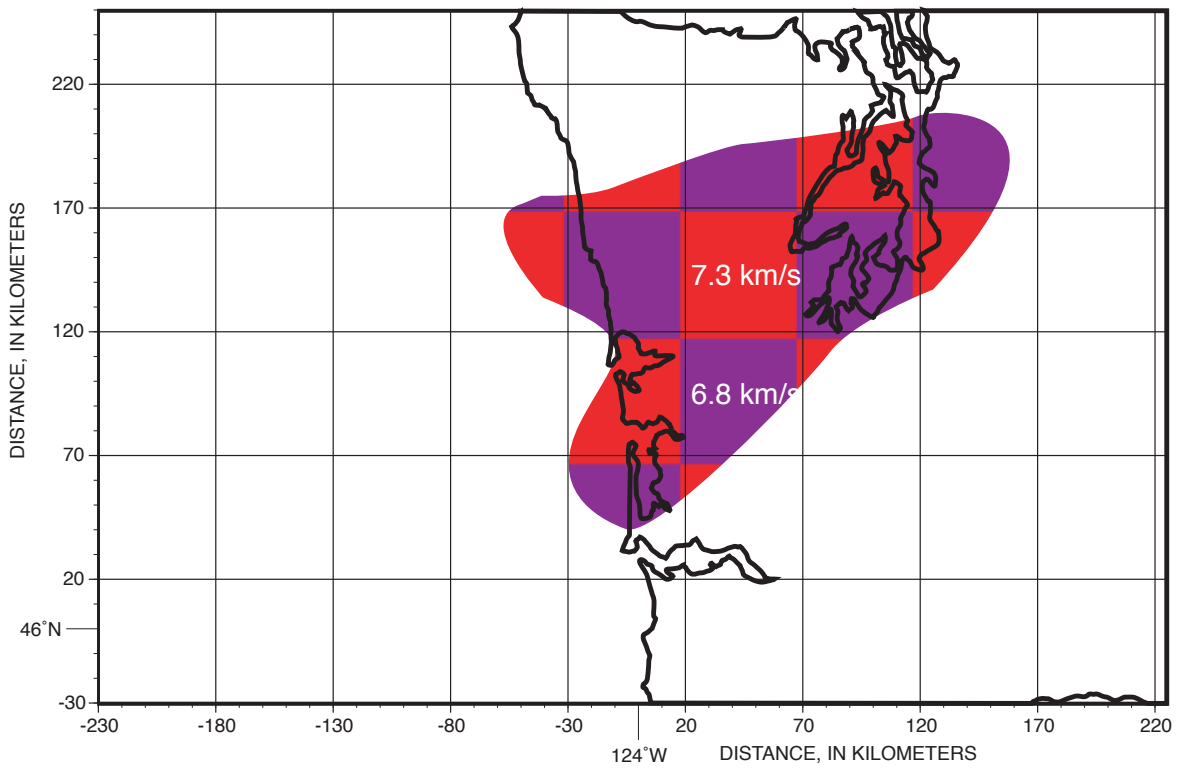 220
170
7.3 km/s
120
6.8 km/s
70
20
46˚N
-30
-230 -180 -130 -80 -30 20 70 120 170 220
124˚W
DISTANCE, IN KILOMETERS
DISTANCE, IN KILOMETERS